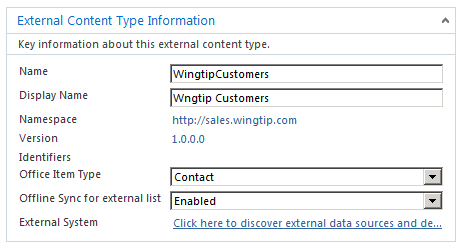 External Content Type Information
Key information about this external content type.
Name WingtipCustomers
Display Name Wngtip Customers
Namespace http://sales.wingtip.com
Version 1.0.0.0
Identifiers
Office Item Type Contact
Offline Sync for external list Enabled
External System Click here to discover external data sources and de...